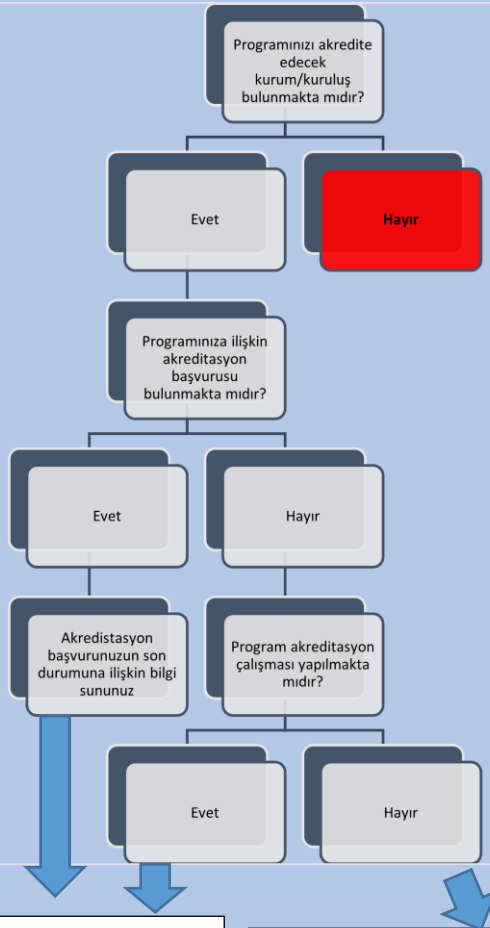 Programınızı akredite
edecek
kurum/kuruluş
bulunmakta mıdır?
Evet
Hayır
Programınıza ilişkin
akreditasyon
başvurusu
bulunmakta mıdır?
Evet
Hayır
Akredistasyon
başvurunuzun son
durumuna ilişkin bilgi
sununuz
Program akreditasyon
çalışması yapılmakta
mıdır?
Evet
Hayır